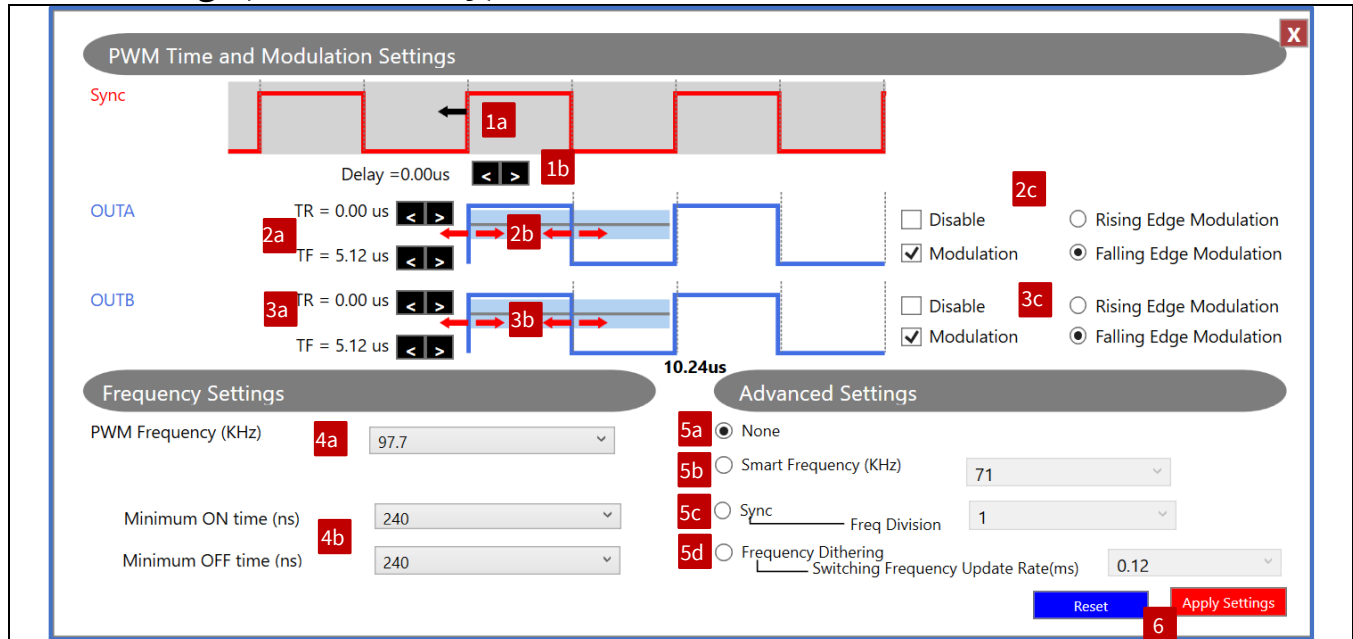 PWM Time and Modulation Settings
X
Sync
1a
Delay =0.00us < > 1b
2c
OUTA TR = 0.00 us < > Disable Rising Edge Modulation
2a 2b
TF = 5.12 us < > Modulation Falling Edge Modulation
OUTB TR = 0.00 us < > Disable 3c Rising Edge Modulation
3a 3b
TF = 5.12 us < > Modulation Falling Edge Modulation
10.24us
Frequency Settings
PWM Frequency (KHz) 4a 97.7
Minimum ON time (ns) 240
4b
Minimum OFF time (ns) 240
Advanced Settings
5a None
5b Smart Frequency (KHz) 71
5c Sync Freq Division 1
5d Frequency Dithering
Switching Frequency Update Rate(ms) 0.12
Reset 6 Apply Settings